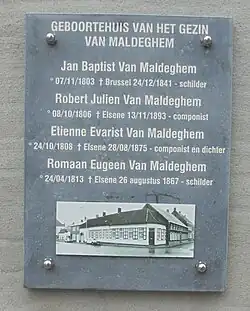 GEBOORTEHUIS VAN HET GEZIN
VAN MALDEGHEM
Jan Baptist Van Maldeghem
° 07/11/1803 + Brussel 24/12/1841 - schilder
Robert Julien Van Maldeghem
° 08/10/1806 + Elsene 13/11/1893 - componist
Etienne Evarist Van Maldeghem
° 24/10/1808 + Elsene 28/08/1875 - componist en dichter
Romaan Eugeen Van Maldeghem
° 24/04/1813 + Elsene 26 augustus 1867 - schilder